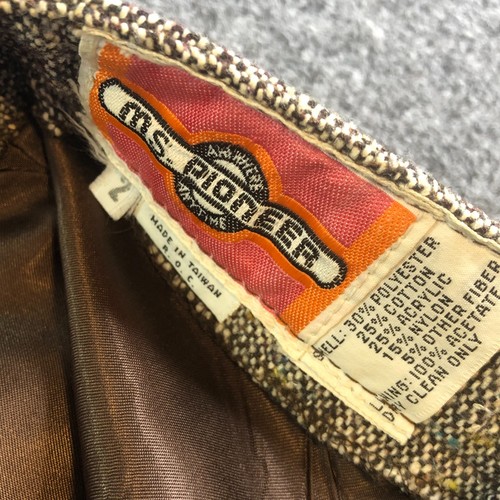 MS. PIONEER
AMERICAN
2
MADE IN TAIWAN
R. O. C.
SHELL: 30% POLYESTER
25% COTTON
25% ACRYLIC
15% NYLON
5% OTHER FIBER
LINING: 100% ACETATE
DRY CLEAN ONLY